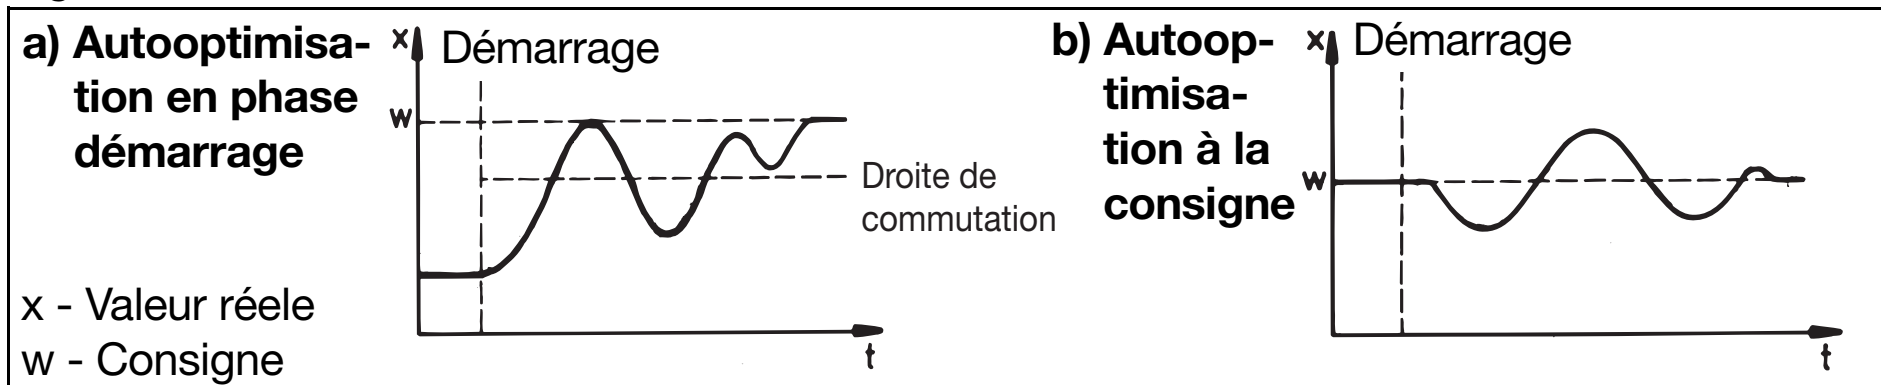 a) Autooptimisa-
tion en phase
démarrage
x Démarrage
w
Droite de
commutation
t
x - Valeur réele
w - Consigne
b) Autoop-
timisa-
tion à la
consigne
x Démarrage
w
t